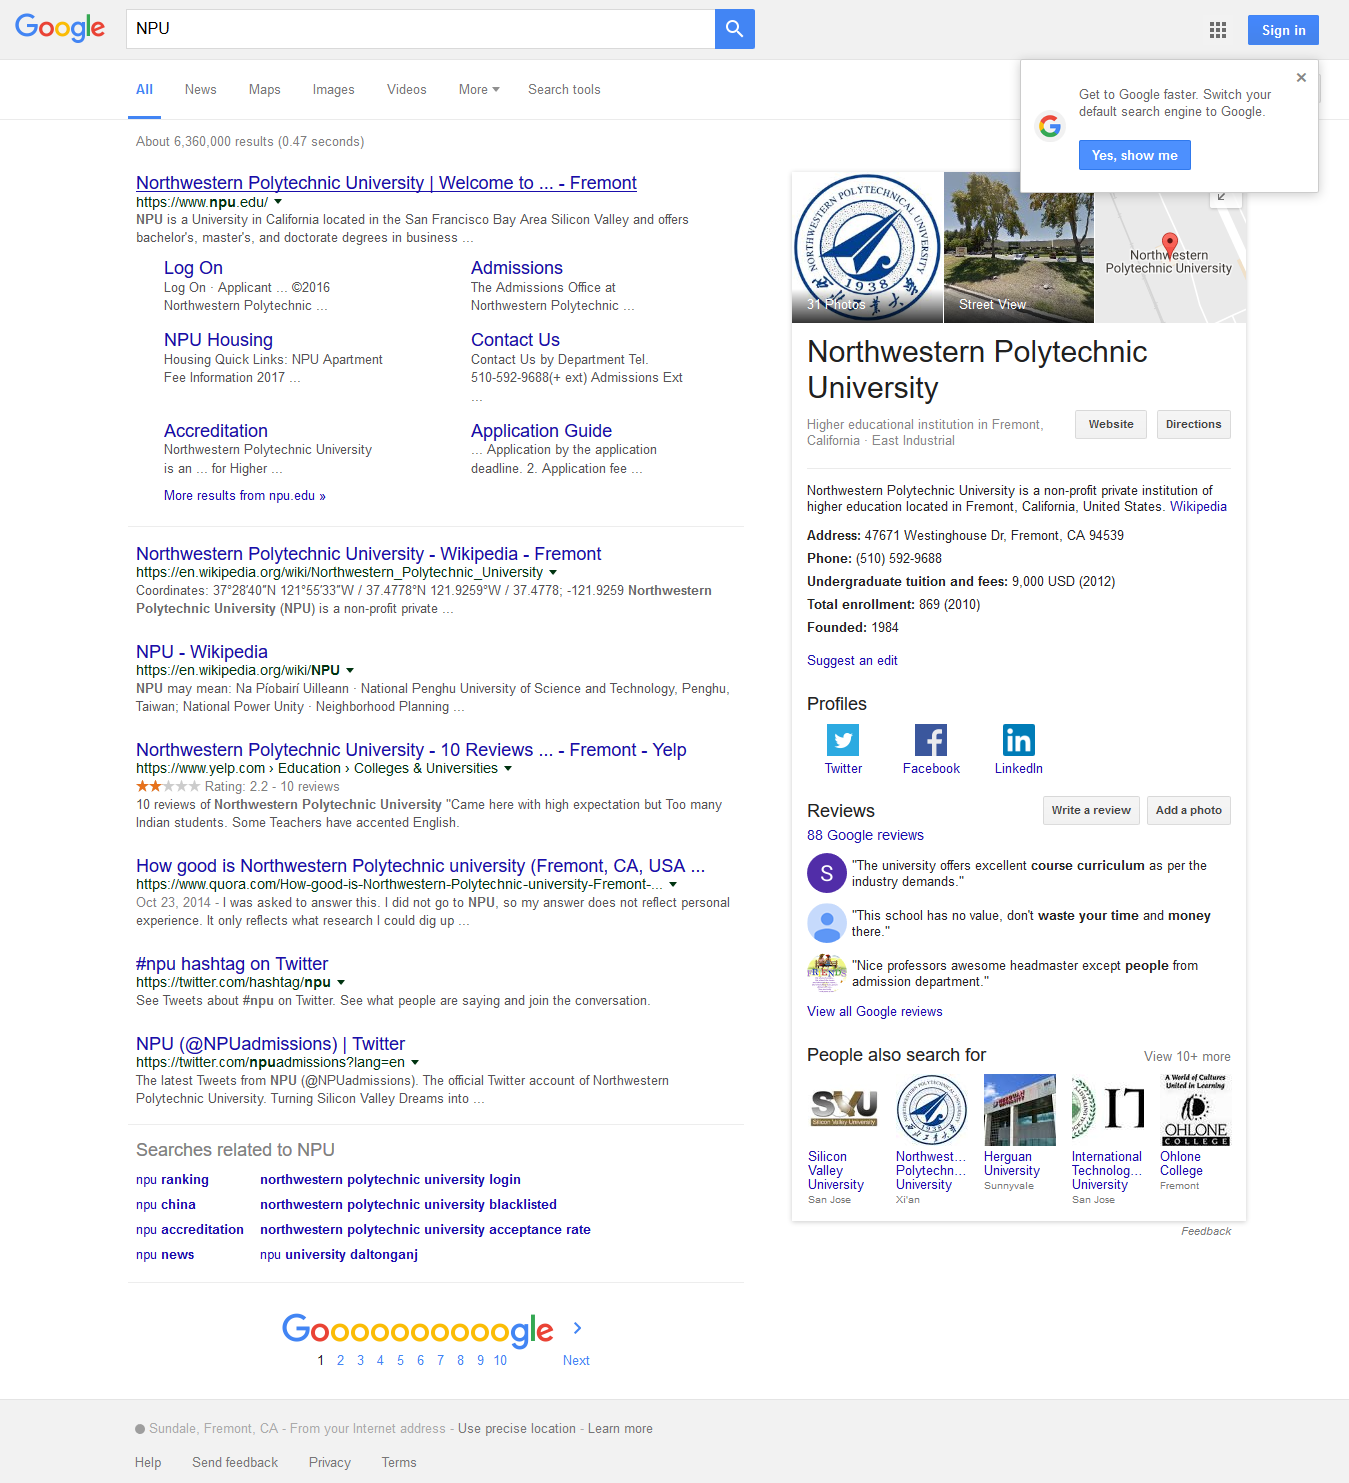 Google
NPU
Sign in
All
News
Maps
Images
Videos
More
Search tools
Get to Google faster. Switch your
default search engine to Google.
Yes, show me
About 6,360,000 results (0.47 seconds)
Northwestern Polytechnic University | Welcome to ... - Fremont
https://www.npu.edu/
NPU is a University in California located in the San Francisco Bay Area Silicon Valley and offers
bachelor's, master's, and doctorate degrees in business ...
Log On
Log On · Applicant ... ©2016
Northwestern Polytechnic ...
Admissions
The Admissions Office at
Northwestern Polytechnic ...
NPU Housing
Housing Quick Links: NPU Apartment
Fee Information 2017 ...
Contact Us
Contact Us by Department Tel.
510-592-9688(+ ext) Admissions Ext
...
Accreditation
Northwestern Polytechnic University
is an ... for Higher ...
Application Guide
... Application by the application
deadline. 2. Application fee ...
More results from npu.edu »
Northwestern Polytechnic University - Wikipedia - Fremont
https://en.wikipedia.org/wiki/Northwestern_Polytechnic_University
Coordinates: 37°28′40″N 121°55′33″W / 37.4778°N 121.9259°W / 37.4778; -121.9259 Northwestern
Polytechnic University (NPU) is a non-profit private ...
NPU - Wikipedia
https://en.wikipedia.org/wiki/NPU
NPU may mean: Na Píobairí Uilleann · National Penghu University of Science and Technology, Penghu,
Taiwan; National Power Unity · Neighborhood Planning ...
Northwestern Polytechnic University - 10 Reviews ... - Fremont - Yelp
https://www.yelp.com › Education › Colleges & Universities
Rating: 2.2 - 10 reviews
10 reviews of Northwestern Polytechnic University "Came here with high expectation but Too many
Indian students. Some Teachers have accented English.
How good is Northwestern Polytechnic university (Fremont, CA, USA ...
https://www.quora.com/How-good-is-Northwestern-Polytechnic-university-Fremont-...
Oct 23, 2014 - I was asked to answer this. I did not go to NPU, so my answer does not reflect personal
experience. It only reflects what research I could dig up ...
#npu hashtag on Twitter
https://twitter.com/hashtag/npu
See Tweets about #npu on Twitter. See what people are saying and join the conversation.
NPU (@NPUadmissions) | Twitter
https://twitter.com/npuadmissions?lang=en
The latest Tweets from NPU (@NPUadmissions). The official Twitter account of Northwestern
Polytechnic University. Turning Silicon Valley Dreams into ...
Searches related to NPU
npu ranking
northwestern polytechnic university login
npu china
northwestern polytechnic university blacklisted
npu accreditation
northwestern polytechnic university acceptance rate
npu news
npu university daltonganj
Goooooooooogle
1 2 3 4 5 6 7 8 9 10 Next
NORTHWESTERN POLYTECHNICAL UNIVERSITY
1938
西北工业大学
31 Photos
Street View
Northwestern
Polytechnic University
Northwestern Polytechnic
University
Higher educational institution in Fremont,
California · East Industrial
Website
Directions
Northwestern Polytechnic University is a non-profit private institution of
higher education located in Fremont, California, United States. Wikipedia
Address: 47671 Westinghouse Dr, Fremont, CA 94539
Phone: (510) 592-9688
Undergraduate tuition and fees: 9,000 USD (2012)
Total enrollment: 869 (2010)
Founded: 1984
Suggest an edit
Profiles
Twitter
Facebook
LinkedIn
Reviews
Write a review
Add a photo
88 Google reviews
S
"The university offers excellent course curriculum as per the
industry demands."
"This school has no value, don't waste your time and money
there."
FRIENDS
"Nice professors awesome headmaster except people from
admission department."
View all Google reviews
People also search for
View 10+ more
SVU
Silicon Valley University
1938
IT
A World of Cultures
United in Learning
OHLONE
COLLEGE
Silicon
Valley
University
San Jose
Northwest...
Polytechn...
University
Xi'an
Herguan
University
Sunnyvale
International
Technolog...
University
San Jose
Ohlone
College
Fremont
Feedback
Sundale, Fremont, CA - From your Internet address - Use precise location - Learn more
Help
Send feedback
Privacy
Terms